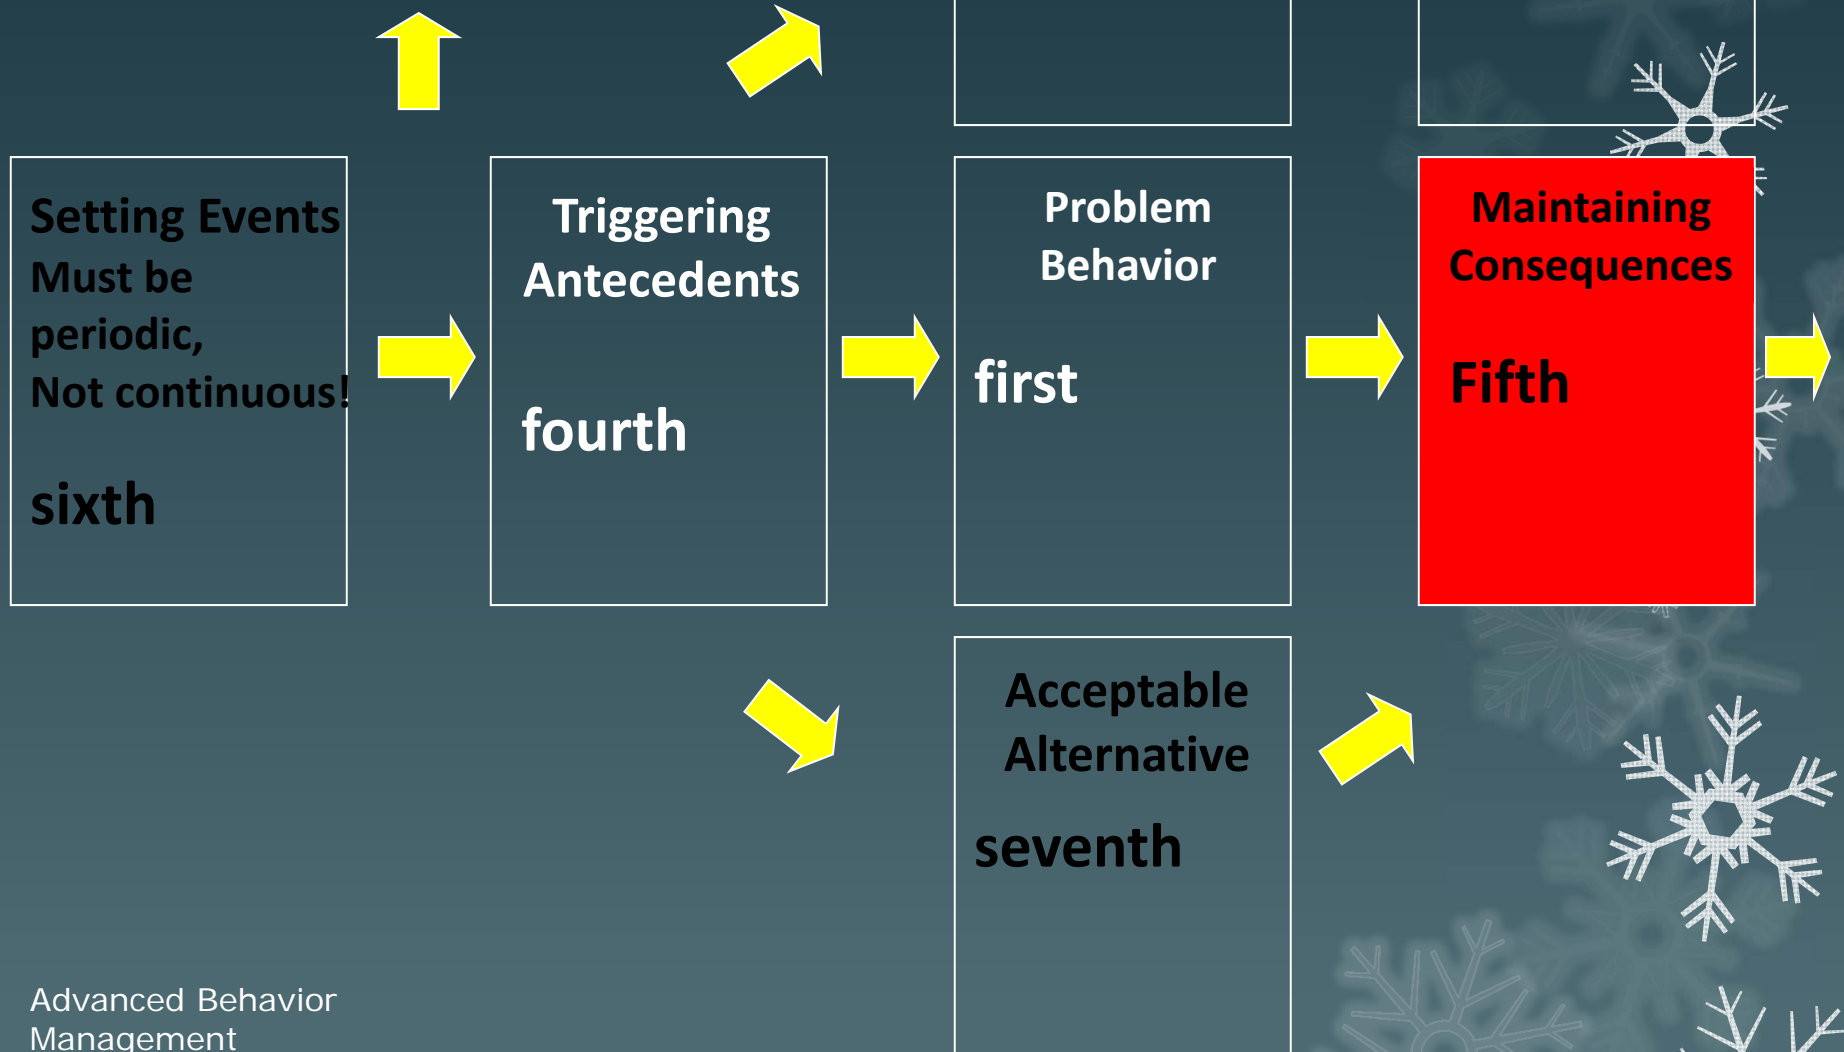 Setting Events
Must be
periodic,
Not continuous!
sixth
Triggering
Antecedents
fourth
Problem
Behavior
first
Maintaining
Consequences
Fifth
Acceptable
Alternative
seventh
Advanced Behavior
Management